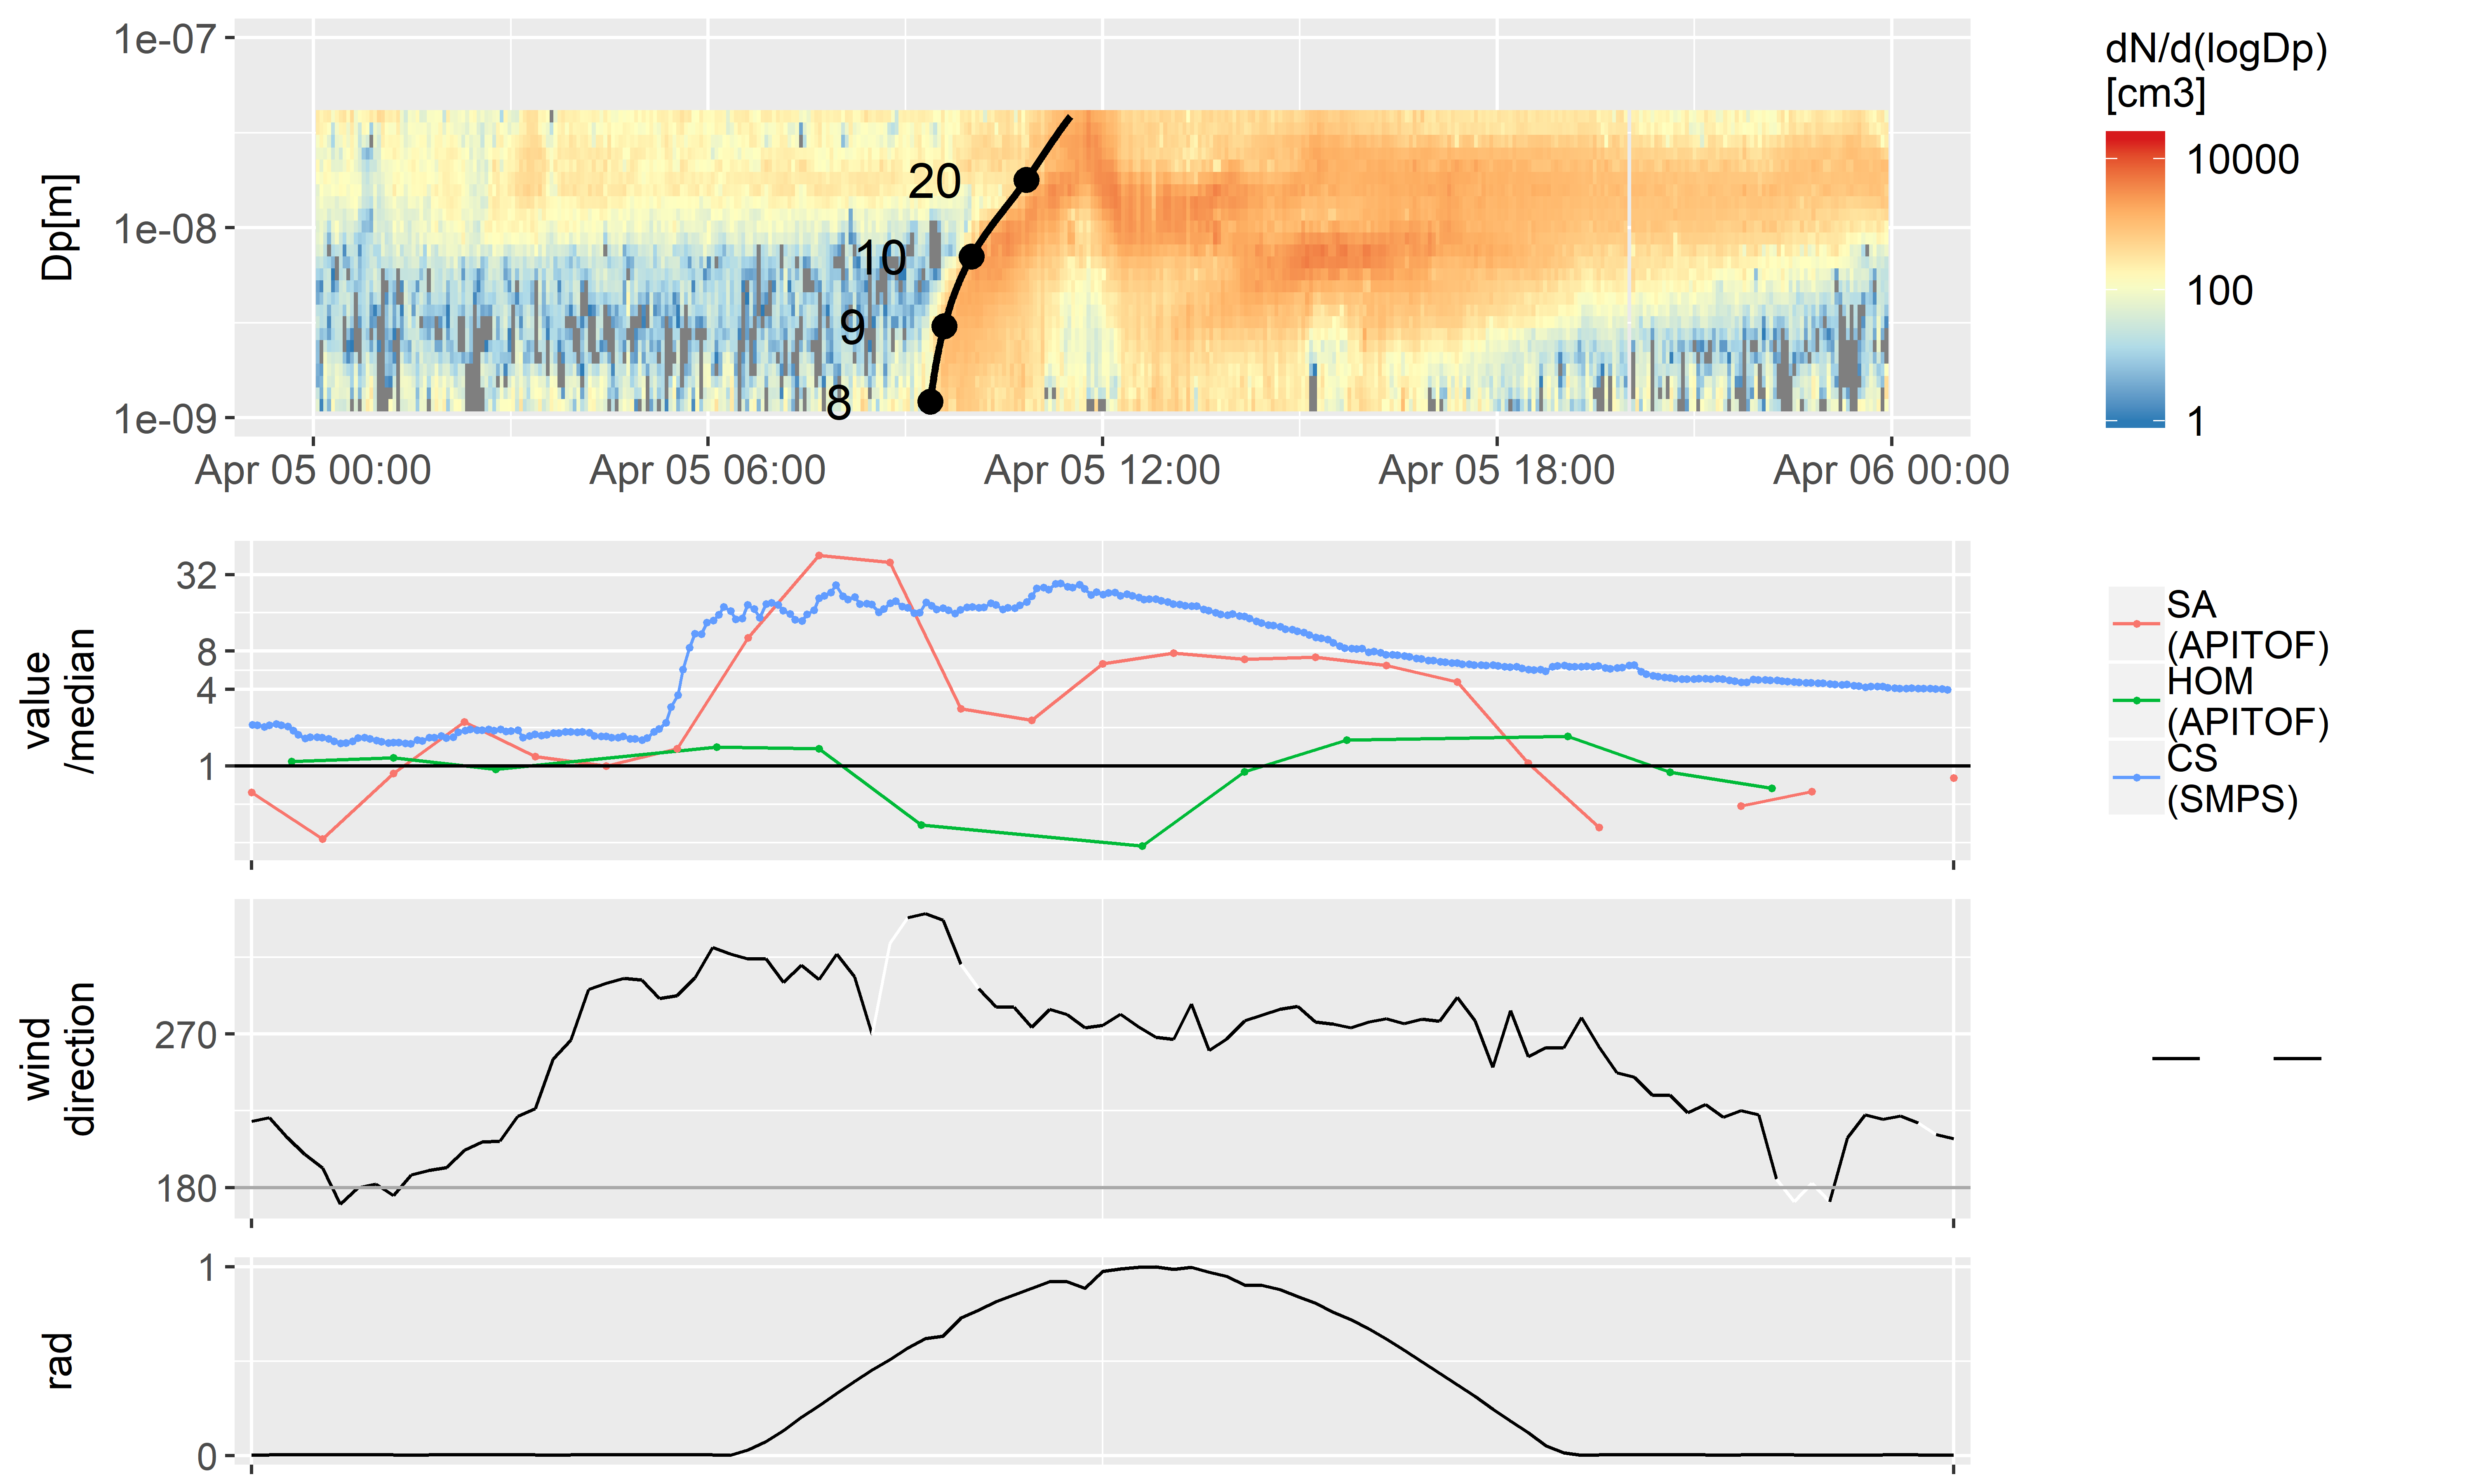 dN/d(logDp)
[cm3]
10000
100
1
Dp[m]
1e-07
1e-08
1e-09
20
10
9
8
Apr 05 00:00
Apr 05 06:00
Apr 05 12:00
Apr 05 18:00
Apr 06 00:00
value
/median
32
8
4
1
SA
(APITOF)
HOM
(APITOF)
CS
(SMPS)
wind
direction
270
180
rad
1
0